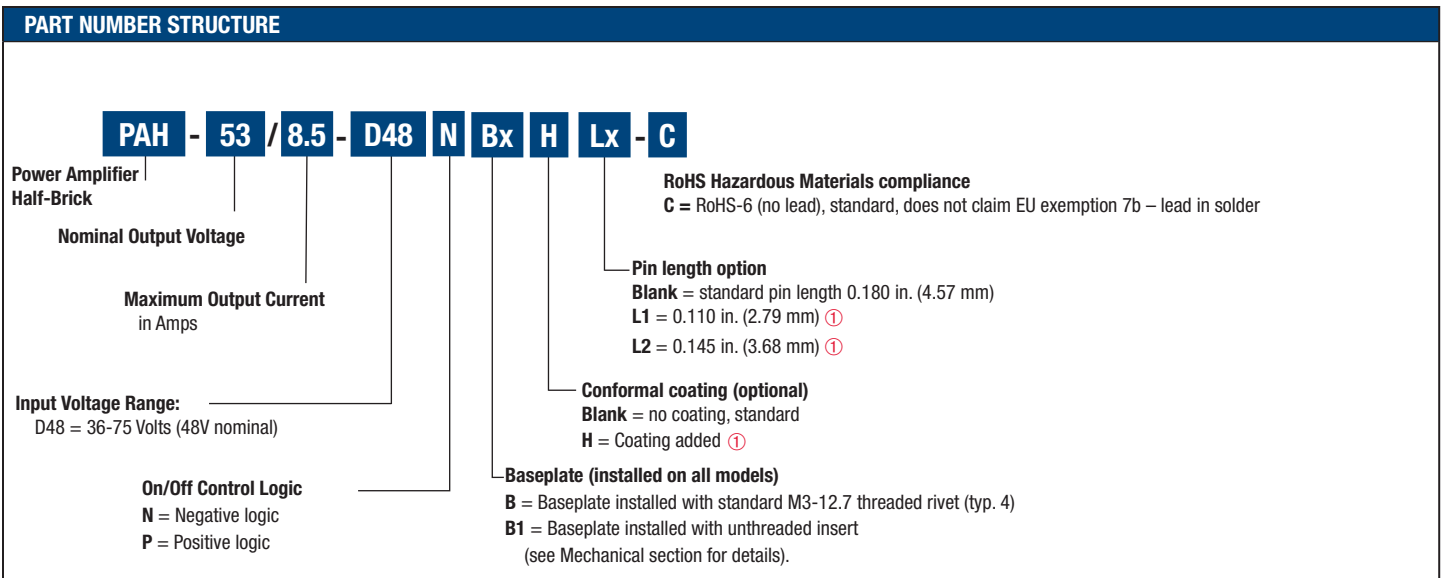 PART NUMBER STRUCTURE
PAH - 53 / 8.5 - D48 N Bx H Lx - C
Power Amplifier
Half-Brick
RoHS Hazardous Materials compliance
C = RoHS-6 (no lead), standard, does not claim EU exemption 7b – lead in solder
Nominal Output Voltage
Pin length option
Blank = standard pin length 0.180 in. (4.57 mm)
L1 = 0.110 in. (2.79 mm) ①
L2 = 0.145 in. (3.68 mm) ①
Maximum Output Current
in Amps
Conformal coating (optional)
Blank = no coating, standard
H = Coating added ①
Input Voltage Range:
D48 = 36-75 Volts (48V nominal)
Baseplate (installed on all models)
B = Baseplate installed with standard M3-12.7 threaded rivet (typ. 4)
B1 = Baseplate installed with unthreaded insert
(see Mechanical section for details).
On/Off Control Logic
N = Negative logic
P = Positive logic